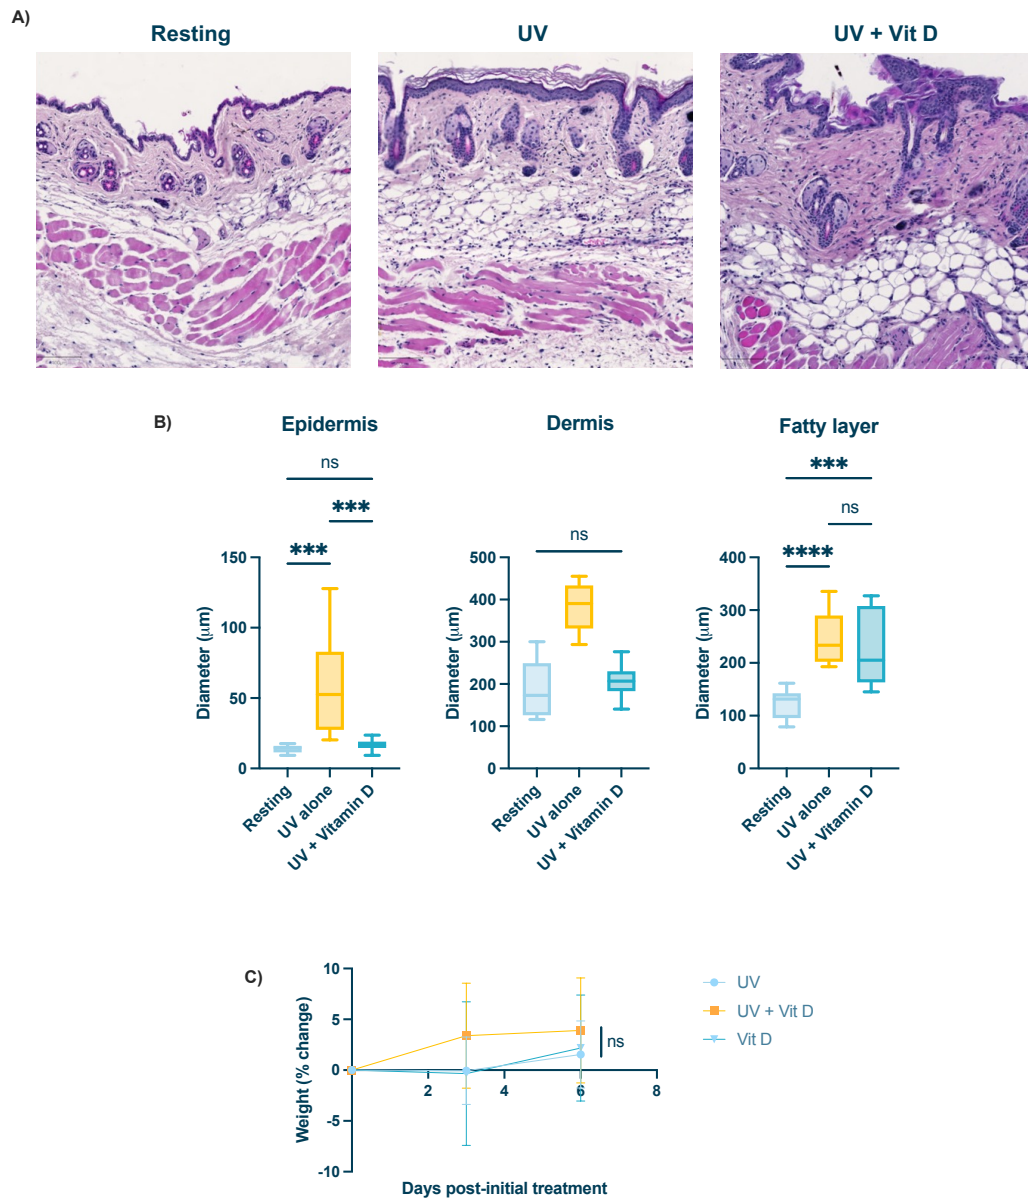 A)
Resting
UV
UV + Vit D
B)
Epidermis
Dermis
Fatty layer
ns
***
***
150
100
50
0
Diameter (μm)
Resting
UV alone
UV + Vitamin D
ns
500
400
300
200
100
0
Diameter (μm)
Resting
UV alone
UV + Vitamin D
***
ns
****
400
300
200
100
0
Diameter (μm)
Resting
UV alone
UV + Vitamin D
C)
10
5
0
-5
-10
Weight (% change)
2
4
6
8
ns
Days post-initial treatment
UV
UV + Vit D
Vit D